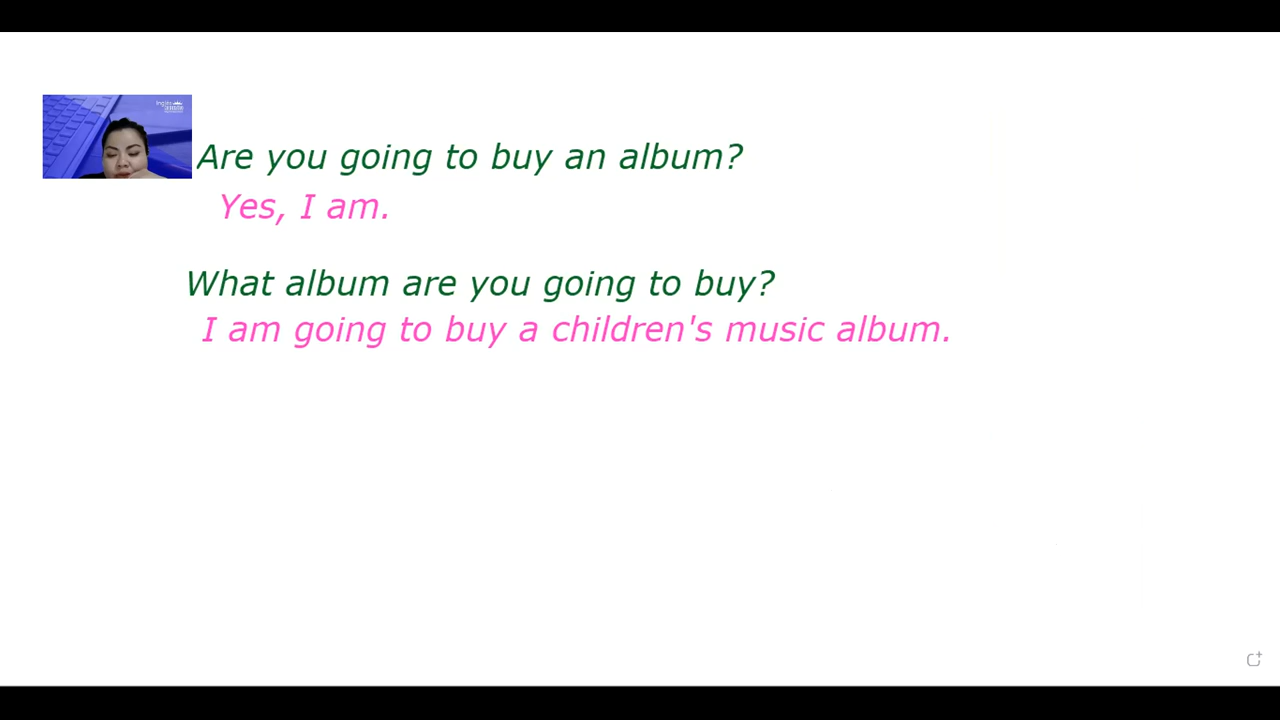 Are you going to buy an album?
Yes, I am.
What album are you going to buy?
I am going to buy a children's music album.